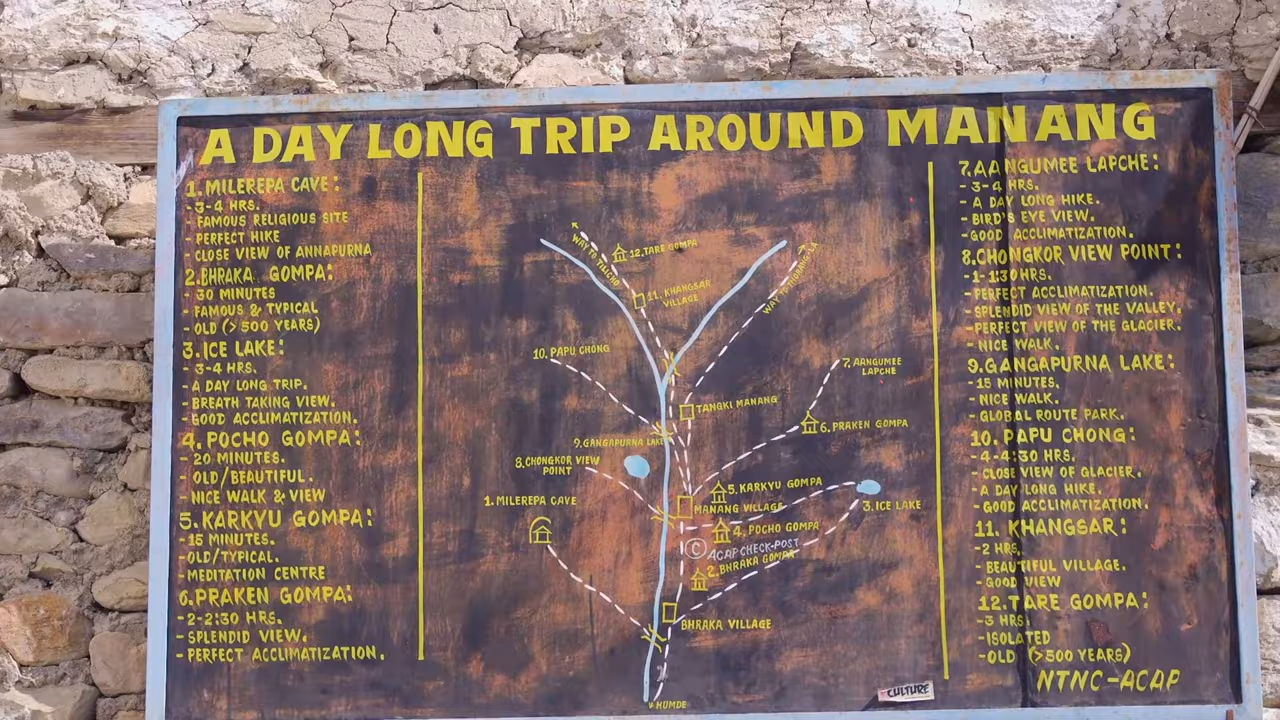 A DAY LONG TRIP AROUND MANANG
1. MILEREPA CAVE:
- 3-4 HRS.
- FAMOUS RELIGIOUS SITE
- PERFECT HIKE
- CLOSE VIEW OF ANNAPURNA
2. BHRAKA GOMPA:
- 30 MINUTES
- FAMOUS & TYPICAL
- OLD (> 500 YEARS)
3. ICE LAKE:
- 3-4 HRS.
- A DAY LONG TRIP.
- BREATH TAKING VIEW.
- GOOD ACCLIMATIZATION.
4. POCHO GOMPA:
- 20 MINUTES.
- OLD/BEAUTIFUL.
- NICE WALK & VIEW
5. KARKYU GOMPA:
- 15 MINUTES.
- OLD/TYPICAL.
- MEDITATION CENTRE
6. PRAKEN GOMPA:
- 2-2:30 HRS.
- SPLENDID VIEW.
- PERFECT ACCLIMATIZATION.
WAY TO TILICHO
12. TARE GOMPA
WAY TO THORANG-LA
11. KHANGSAR
VILLAGE
10. PAPU CHONG
7. AANGUMEE
LAPCHE
TANGKI MANANG
6. PRAKEN GOMPA
9. GANGAPURNA LAKE
8. CHONGKOR VIEW
POINT
5. KARKYU GOMPA
1. MILEREPA CAVE
MANANG VILLAGE
3. ICE LAKE
4. POCHO GOMPA
C ACAP CHECK-POST
2. BHRAKA GOMPA
BHRAKA VILLAGE
HUMDE
7. AANGUMEE LAPCHE:
- 3-4 HRS.
- A DAY LONG HIKE.
- BIRD'S EYE VIEW.
- GOOD ACCLIMATIZATION.
8. CHONGKOR VIEW POINT:
- 1-1:30 HRS.
- PERFECT ACCLIMATIZATION.
- SPLENDID VIEW OF THE VALLEY.
- PERFECT VIEW OF THE GLACIER.
- NICE WALK.
9. GANGAPURNA LAKE:
- 15 MINUTES.
- NICE WALK.
- GLOBAL ROUTE PARK.
10. PAPU CHONG:
- 4-4:30 HRS.
- CLOSE VIEW OF GLACIER.
- A DAY LONG HIKE.
- GOOD ACCLIMATIZATION.
11. KHANGSAR:
- 2 HRS.
- BEAUTIFUL VILLAGE.
- GOOD VIEW
12. TARE GOMPA:
- 3 HRS.
- ISOLATED
- OLD (> 500 YEARS)
NTNC-ACAP
CULTURE